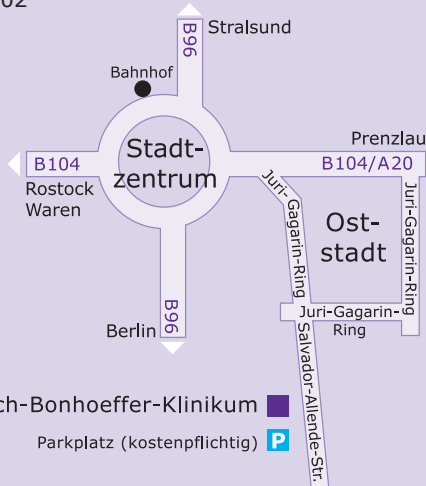 02
Stralsund
B96
Bahnhof
Stadt-
zentrum
Prenzlau
B104
B104/A20
Rostock
Waren
Juri- Gagarin-Ring
Juri-Gagarin-Ring
Ost-
stadt
Juri-Gagarin-
Ring
B96
Berlin
Salvador-Allende-Str.
ch-Bonhoeffer-Klinikum
Parkplatz (kostenpflichtig) P